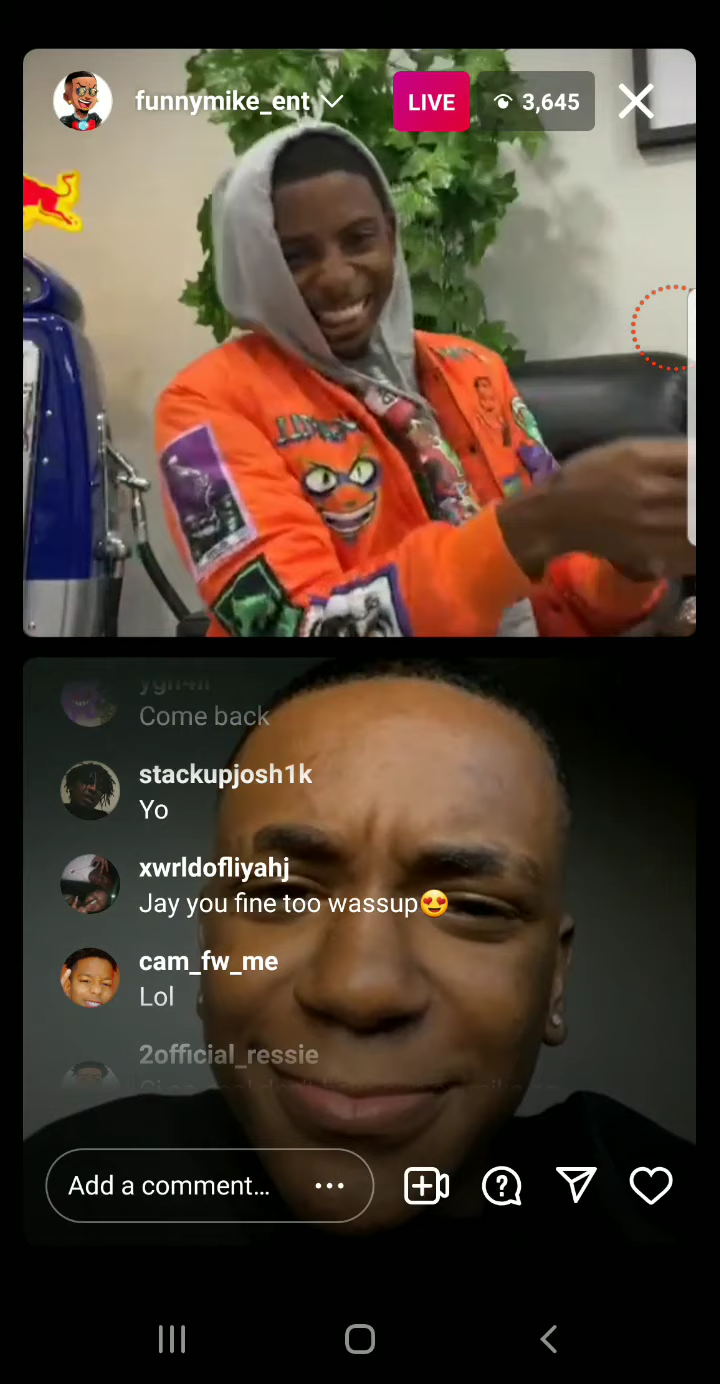 funnymike_ent
LIVE
3,645
Come back
stackupjosh1k
Yo
xwrldofliyahj
Jay you fine too wassup😍
cam_fw_me
Lol
2official_ressie
Add a comment...